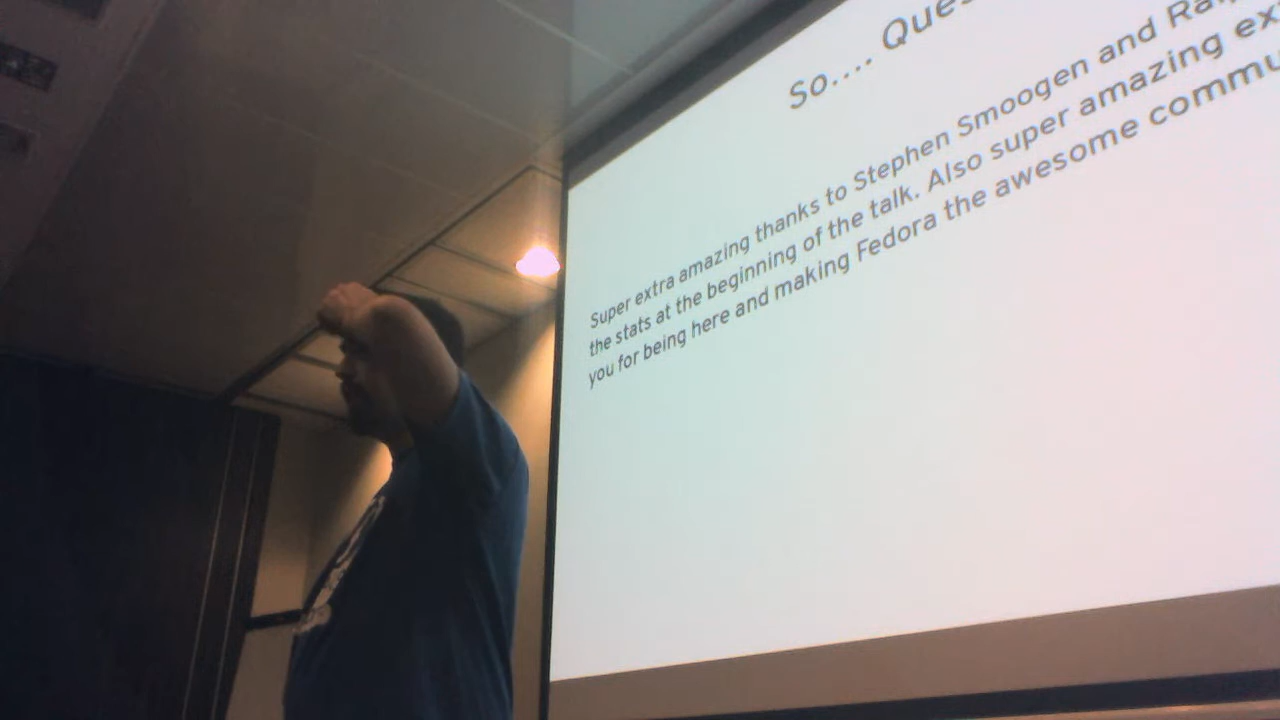 So....
Super extra amazing thanks to Stephen Smoogen and
the stats at the beginning of the talk. Also super amazing
you for being here and making Fedora the awesome